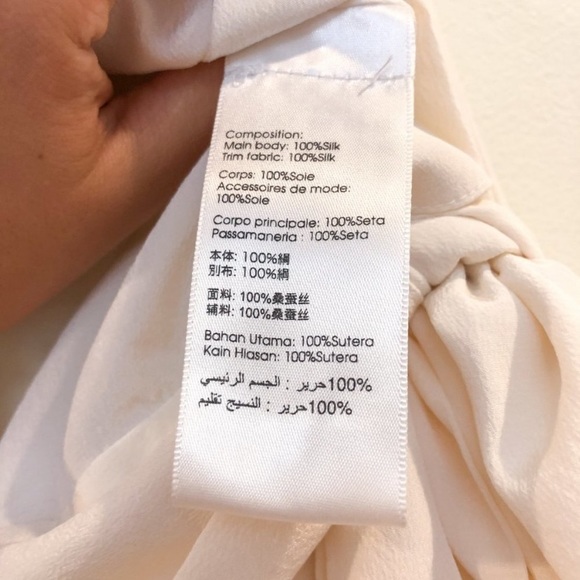 Composition:
Main body: 100%Silk
Trim fabric: 100%Silk
Corps: 100%Soie
Accessoires de mode:
100%Soie
Corpo principale: 100%Seta
Passamaneria : 100%Seta
本体: 100%絹
別布: 100%絹
面料: 100%桑蚕丝
辅料: 100%桑蚕丝
Bahan Utama: 100%Sutera
Kain Hiasan: 100%Sutera
100%حرير : الجسم الرئيسي
100%حرير : النسيج تقليم